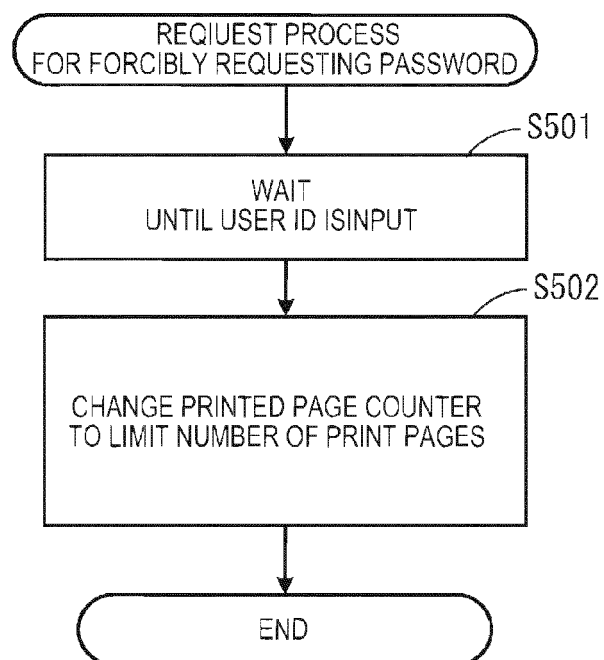 REQIUEST PROCESS
FOR FORCIBLY REQUESTING PASSWORD
S501
WAIT
UNTIL USER ID ISINPUT
S502
CHANGE PRINTED PAGE COUNTER
TO LIMIT NUMBER OF PRINT PAGES
END